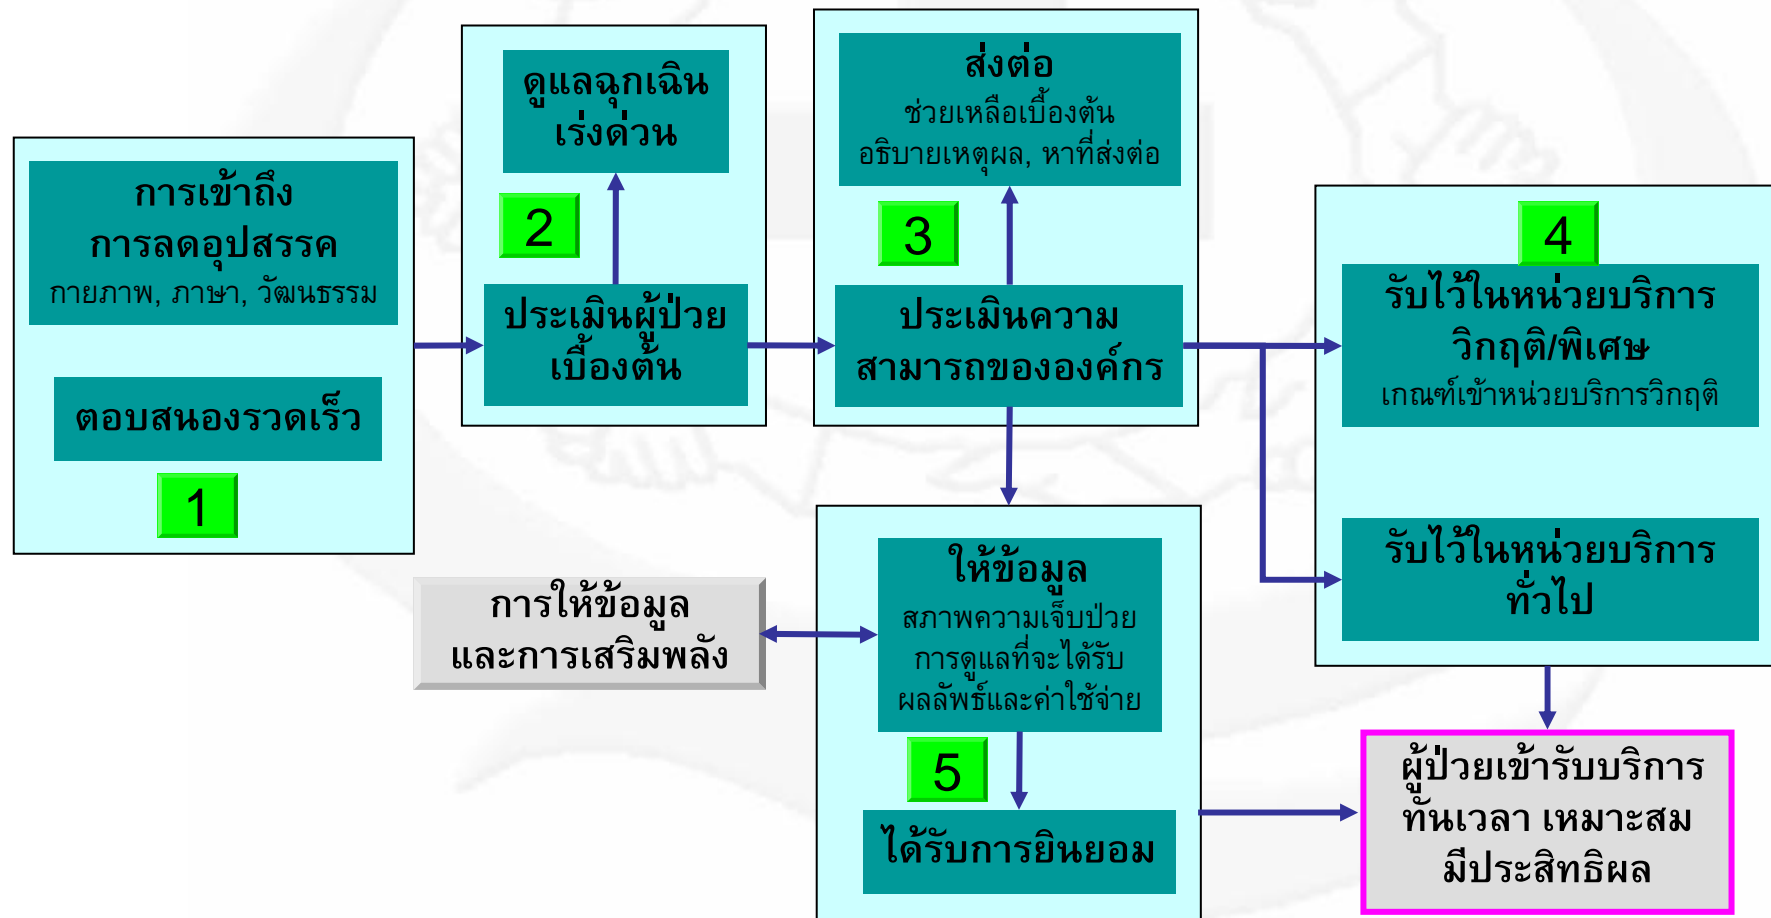 การเข้าถึง
การลดอุปสรรค
กายภาพ, ภาษา, วัฒนธรรม
ตอบสนองรวดเร็ว
1
ดูแลฉุกเฉิน
เร่งด่วน
2
ประเมินผู้ป่วย
เบื้องต้น
ส่งต่อ
ช่วยเหลือเบื้องต้น
อธิบายเหตุผล, หาที่ส่งต่อ
3
ประเมินความ
สามารถขององค์กร
4
รับไว้ในหน่วยบริการ
วิกฤติ/พิเศษ
เกณฑ์เข้าหน่วยบริการวิกฤติ
รับไว้ในหน่วยบริการ
ทั่วไป
การให้ข้อมูล
และการเสริมพลัง
ให้ข้อมูล
สภาพความเจ็บป่วย
การดูแลที่จะได้รับ
ผลลัพธ์และค่าใช้จ่าย
5
ได้รับการยินยอม
ผู้ป่วยเข้ารับบริการ
ทันเวลา เหมาะสม
มีประสิทธิผล